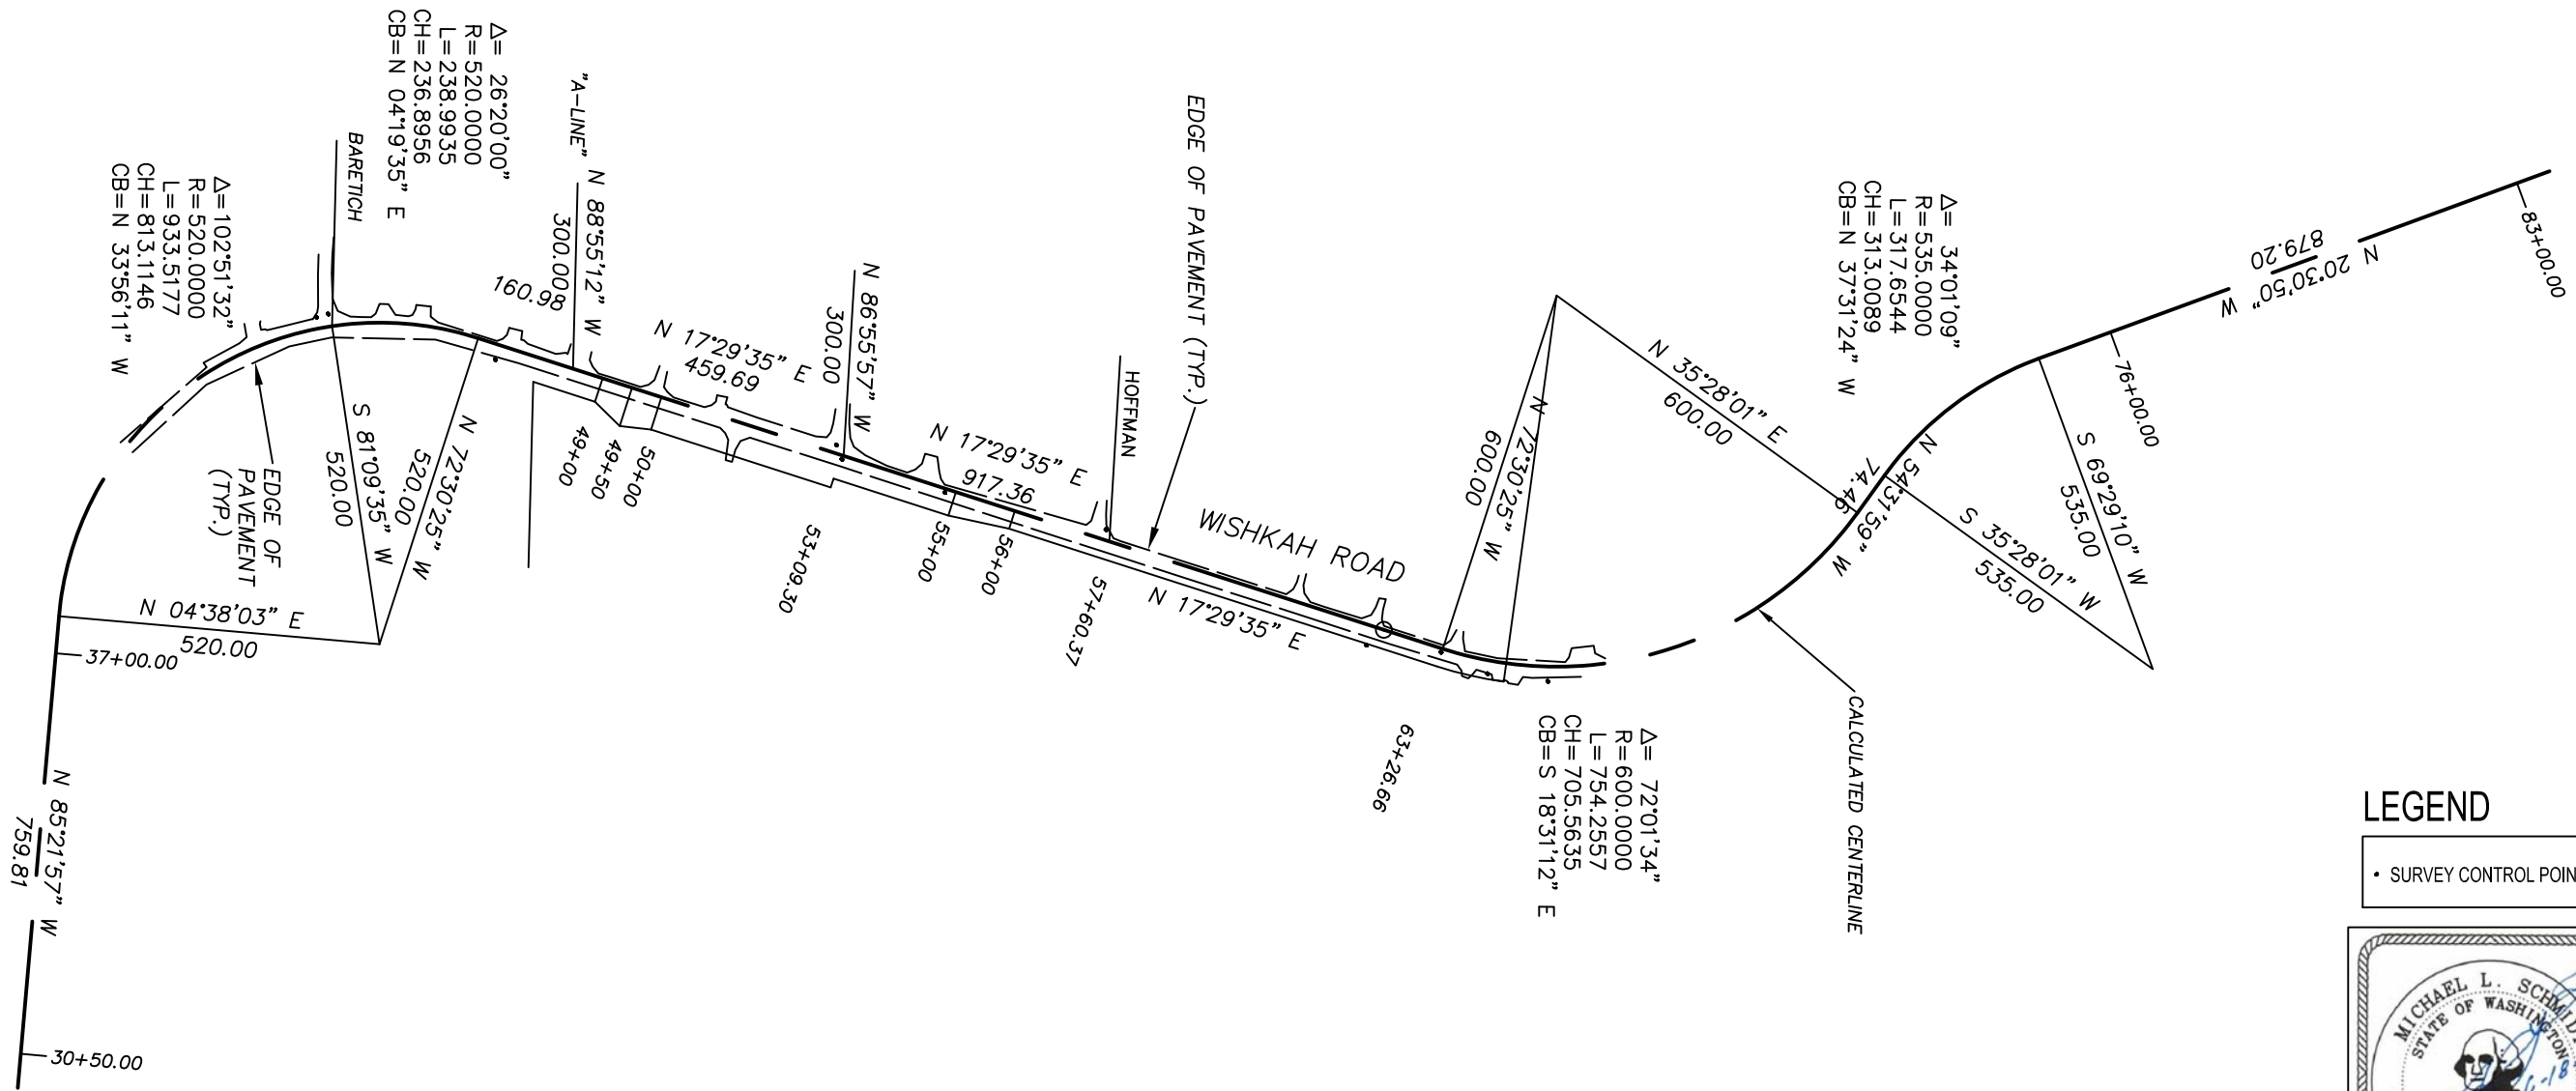 Δ= 26°20'00"
R=520.0000
L=238.9935
CH=236.8956
CB=N 04°19'35" E
Δ=102°51'32"
R=520.0000
L=933.5177
CH=813.1146
CB=N 33°56'11" W
BARETICH
"A-LINE"
N 88°55'12" W
300.00
160.98
N 17°29'35" E
459.69
N 86°55'57" W
300.00
N 17°29'35" E
917.36
HOFFMAN
EDGE OF PAVEMENT (TYP.)
WISHKAH ROAD
N 17°29'35" E
49+00
49+50
50+00
53+09.30
55+00
56+00
57+60.37
63+26.66
EDGE OF
PAVEMENT
(TYP.)
S 81°09'35" W
520.00
N 72°30'25" W
520.00
N 04°38'03" E
520.00
37+00.00
N 85°21'57" W
759.81
30+50.00
N 72°30'25" W
600.00
N 35°28'01" E
600.00
Δ= 34°01'09"
R=535.0000
L=317.6544
CH=313.0089
CB=N 37°31'24" W
N 54°31'59" W
74.46
S 35°28'01" W
535.00
S 69°29'10" W
535.00
76+00.00
N 20°30'50" W
879.20
83+00.00
Δ= 72°01'34"
R=600.0000
L=754.2557
CH=705.5635
CB=S 18°31'12" E
CALCULATED CENTERLINE
LEGEND
• SURVEY CONTROL POIN
MICHAEL L. SCHMID
STATE OF WASHINGTON